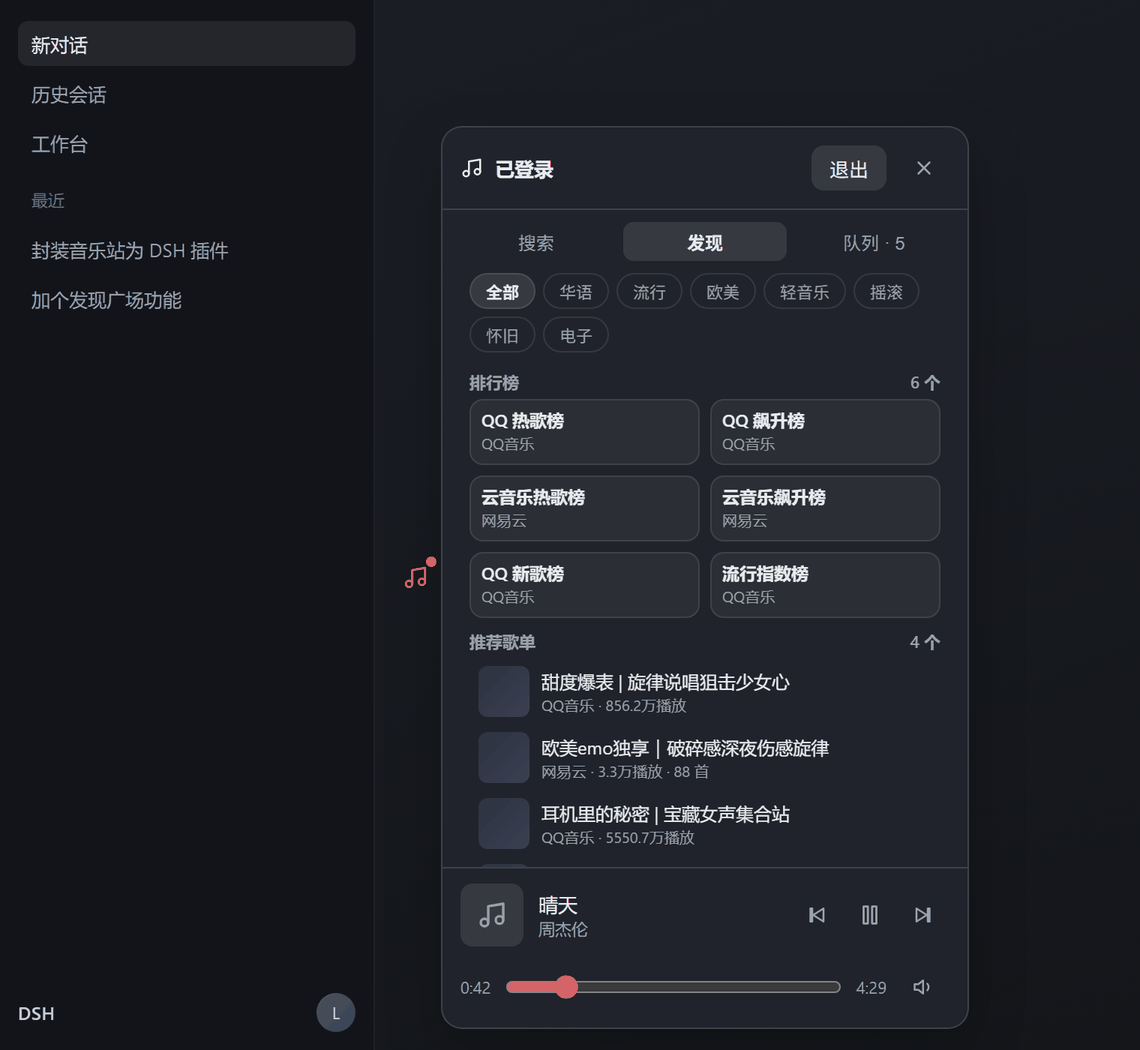 新对话
历史会话
工作台
最近
封装音乐站为 DSH 插件
加个发现广场功能
DSH
L
已登录
退出
搜索
发现
队列 · 5
全部
华语
流行
欧美
轻音乐
摇滚
怀旧
电子
排行榜
6 个
QQ 热歌榜
QQ音乐
QQ 飙升榜
QQ音乐
云音乐热歌榜
网易云
云音乐飙升榜
网易云
QQ 新歌榜
QQ音乐
流行指数榜
QQ音乐
推荐歌单
4 个
甜度爆表 | 旋律说唱狙击少女心
QQ音乐 · 856.2万播放
欧美emo独享｜破碎感深夜伤感旋律
网易云 · 3.3万播放 · 88 首
耳机里的秘密 | 宝藏女声集合站
QQ音乐 · 5550.7万播放
晴天
周杰伦
0:42
4:29